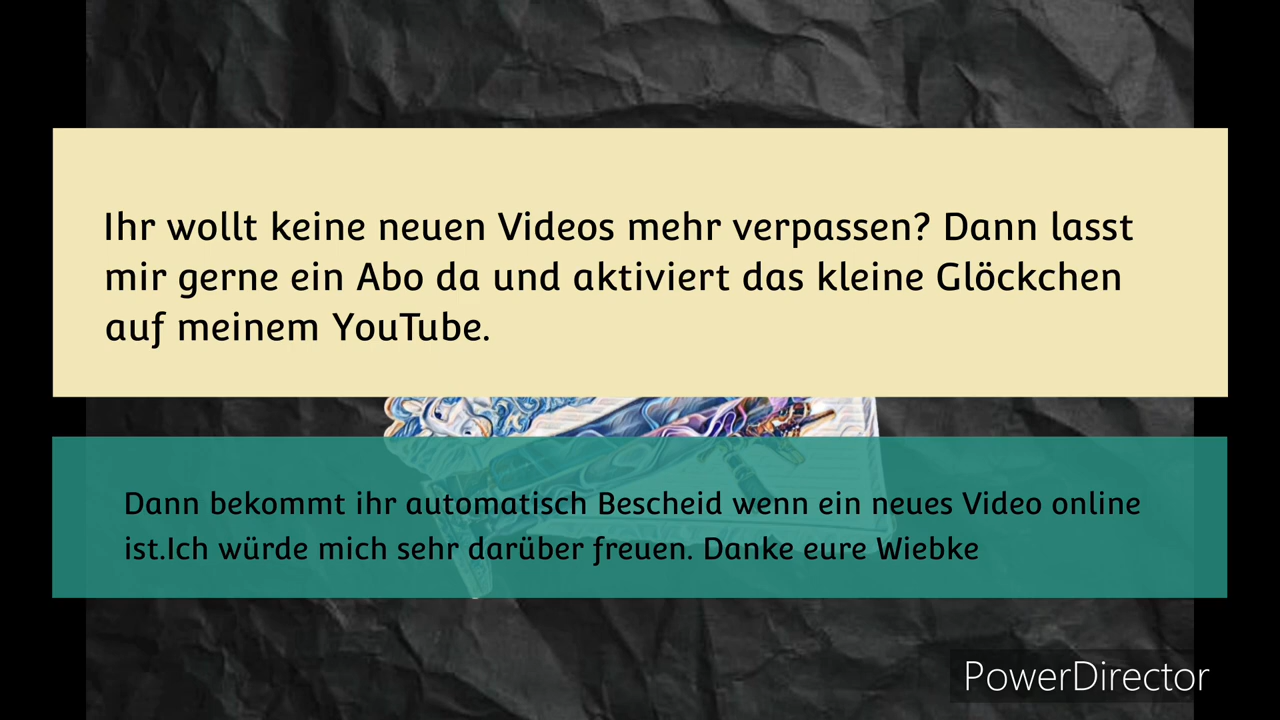 Ihr wollt keine neuen Videos mehr verpassen? Dann lasst
mir gerne ein Abo da und aktiviert das kleine Glöckchen
auf meinem YouTube.
Dann bekommt ihr automatisch Bescheid wenn ein neues Video online
ist.Ich würde mich sehr darüber freuen. Danke eure Wiebke
PowerDirector